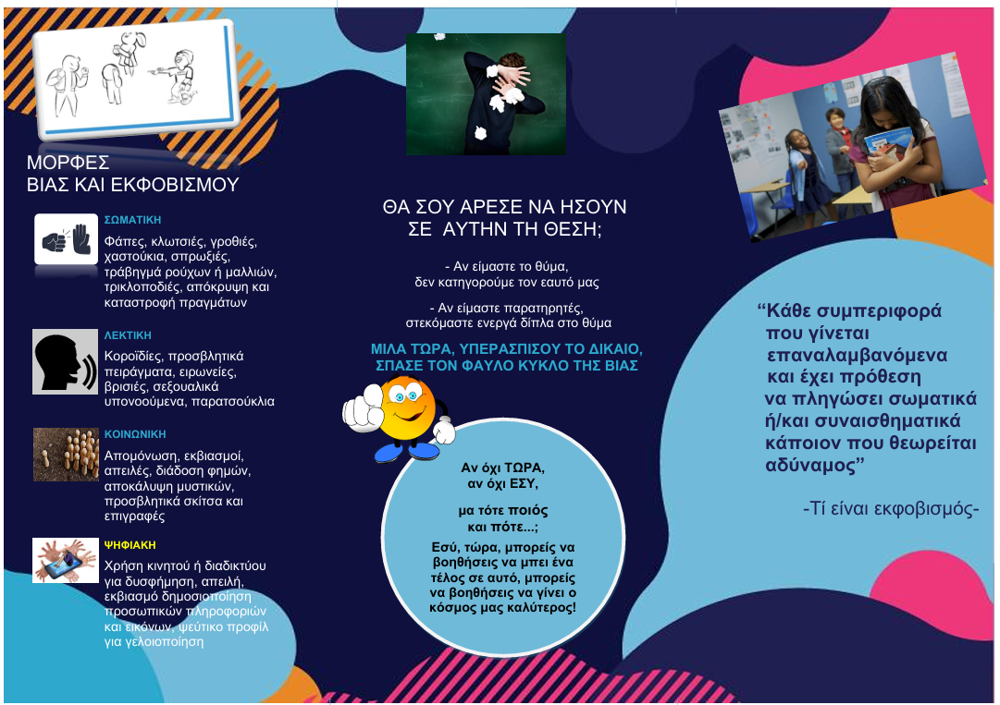 ΜΟΡΦΕΣ
ΒΙΑΣ ΚΑΙ ΕΚΦΟΒΙΣΜΟΥ
ΣΩΜΑΤΙΚΗ
Φάπες, κλωτσιές, γροθιές,
χαστούκια, σπρωξιές,
τράβηγμά ρούχων ή μαλλιών,
τρικλοποδιές, απόκρυψη και
καταστροφή πραγμάτων
ΛΕΚΤΙΚΗ
Κοροϊδίες, προσβλητικά
πειράγματα, ειρωνείες,
βρισιές, σεξουαλικά
υπονοούμενα, παρατσούκλια
ΚΟΙΝΩΝΙΚΗ
Απομόνωση, εκβιασμοί,
απειλές, διάδοση φημών,
αποκάλυψη μυστικών,
προσβλητικά σκίτσα και
επιγραφές
ΨΗΦΙΑΚΗ
Χρήση κινητού ή διαδικτύου
για δυσφήμηση, απειλή,
εκβιασμό δημοσιοποίηση
προσωπικών πληροφοριών
και εικόνων, ψεύτικο προφίλ
για γελοιοποίηση
ΘΑ ΣΟΥ ΑΡΕΣΕ ΝΑ ΗΣΟΥΝ
ΣΕ ΑΥΤΗΝ ΤΗ ΘΕΣΗ;
- Αν είμαστε το θύμα,
δεν κατηγορούμε τον εαυτό μας
- Αν είμαστε παρατηρητές,
στεκόμαστε ενεργά δίπλα στο θύμα
ΜΙΛΑ ΤΏΡΑ, ΥΠΕΡΑΣΠΙΣΟΥ ΤΟ ΔΙΚΑΙΟ,
ΣΠΑΣΕ ΤΟΝ ΦΑΥΛΟ ΚΥΚΛΟ ΤΗΣ ΒΙΑΣ
Αν όχι ΤΩΡΑ,
αν όχι ΕΣΥ,
μα τότε ποιός
και πότε...;
Εσύ, τώρα, μπορείς να
βοηθήσεις να μπει ένα
τέλος σε αυτό, μπορείς
να βοηθήσεις να γίνει ο
κόσμος μας καλύτερος!
“Κάθε συμπεριφορά
που γίνεται
επαναλαμβανόμενα
και έχει πρόθεση
να πληγώσει σωματικά
ή/και συναισθηματικά
κάποιον που θεωρείται
αδύναμος”
-Τί είναι εκφοβισμός-